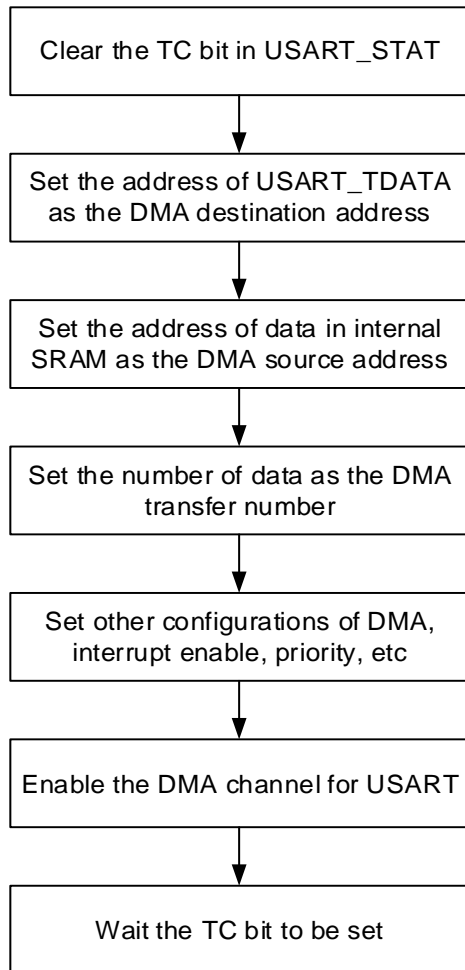 Clear the TC bit in USART_STAT
Set the address of USART_TDATA
as the DMA destination address
Set the address of data in internal
SRAM as the DMA source address
Set the number of data as the DMA
transfer number
Set other configurations of DMA,
interrupt enable, priority, etc
Enable the DMA channel for USART
Wait the TC bit to be set